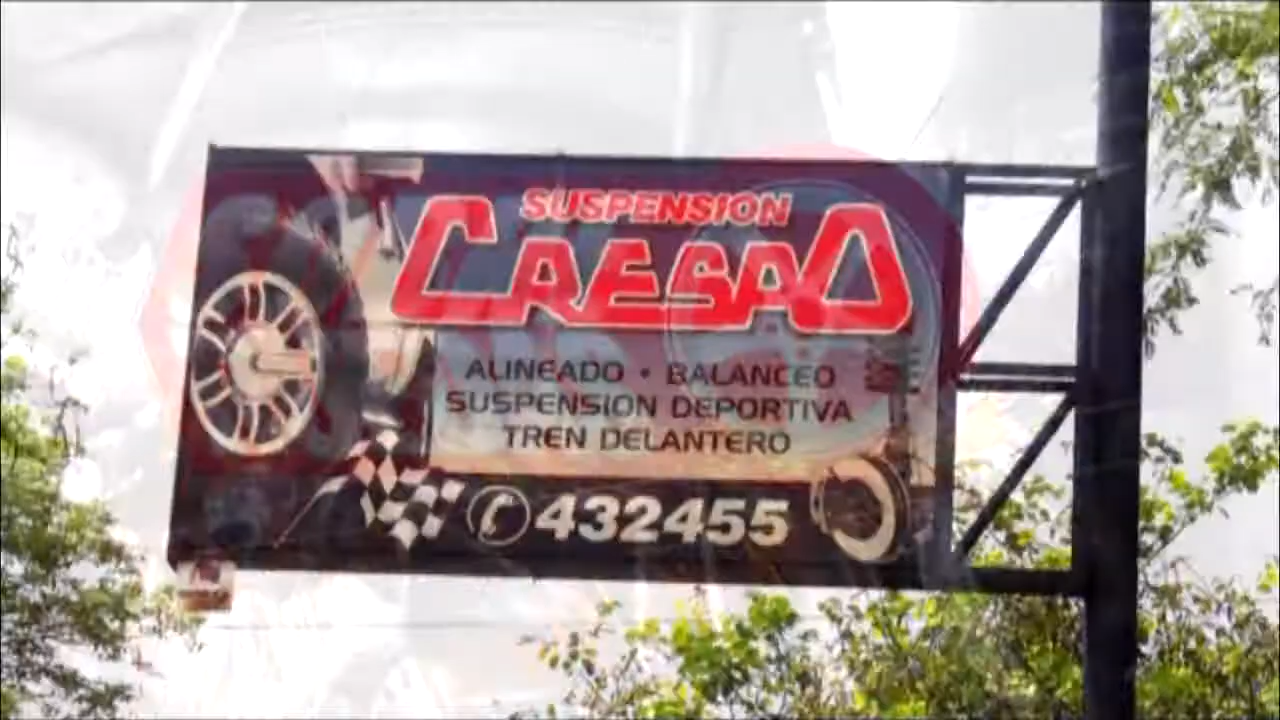 SUSPENSION
CRESPO
ALINEADO • BALANCEO
SUSPENSION DEPORTIVA
TREN DELANTERO
432455